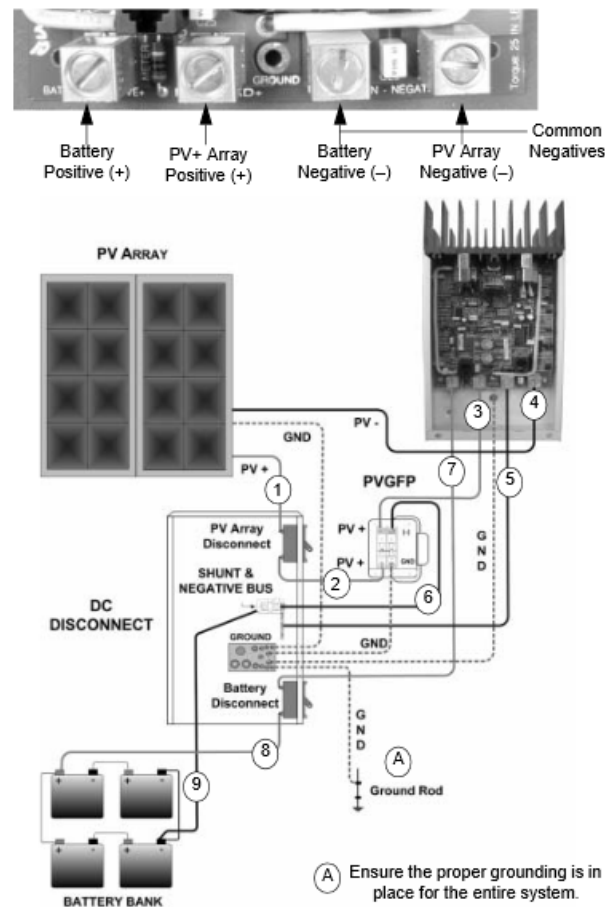 METER
GROUND
- NEGAT
Torque: 25 IN
Battery
Positive (+)
PV+ Array
Positive (+)
Battery
Negative (–)
PV Array
Negative (–)
Common
Negatives
PV ARRAY
PV -
GND
PV +
1
3
4
7
5
PVGFP
PV Array
Disconnect
PV +
PV +
GND
2
6
SHUNT &
NEGATIVE BUS
DC
DISCONNECT
GROUND
GND
GND
Battery
Disconnect
8
9
GND
A
Ground Rod
+ -
+ -
+ -
+ -
BATTERY BANK
A Ensure the proper grounding is in
place for the entire system.